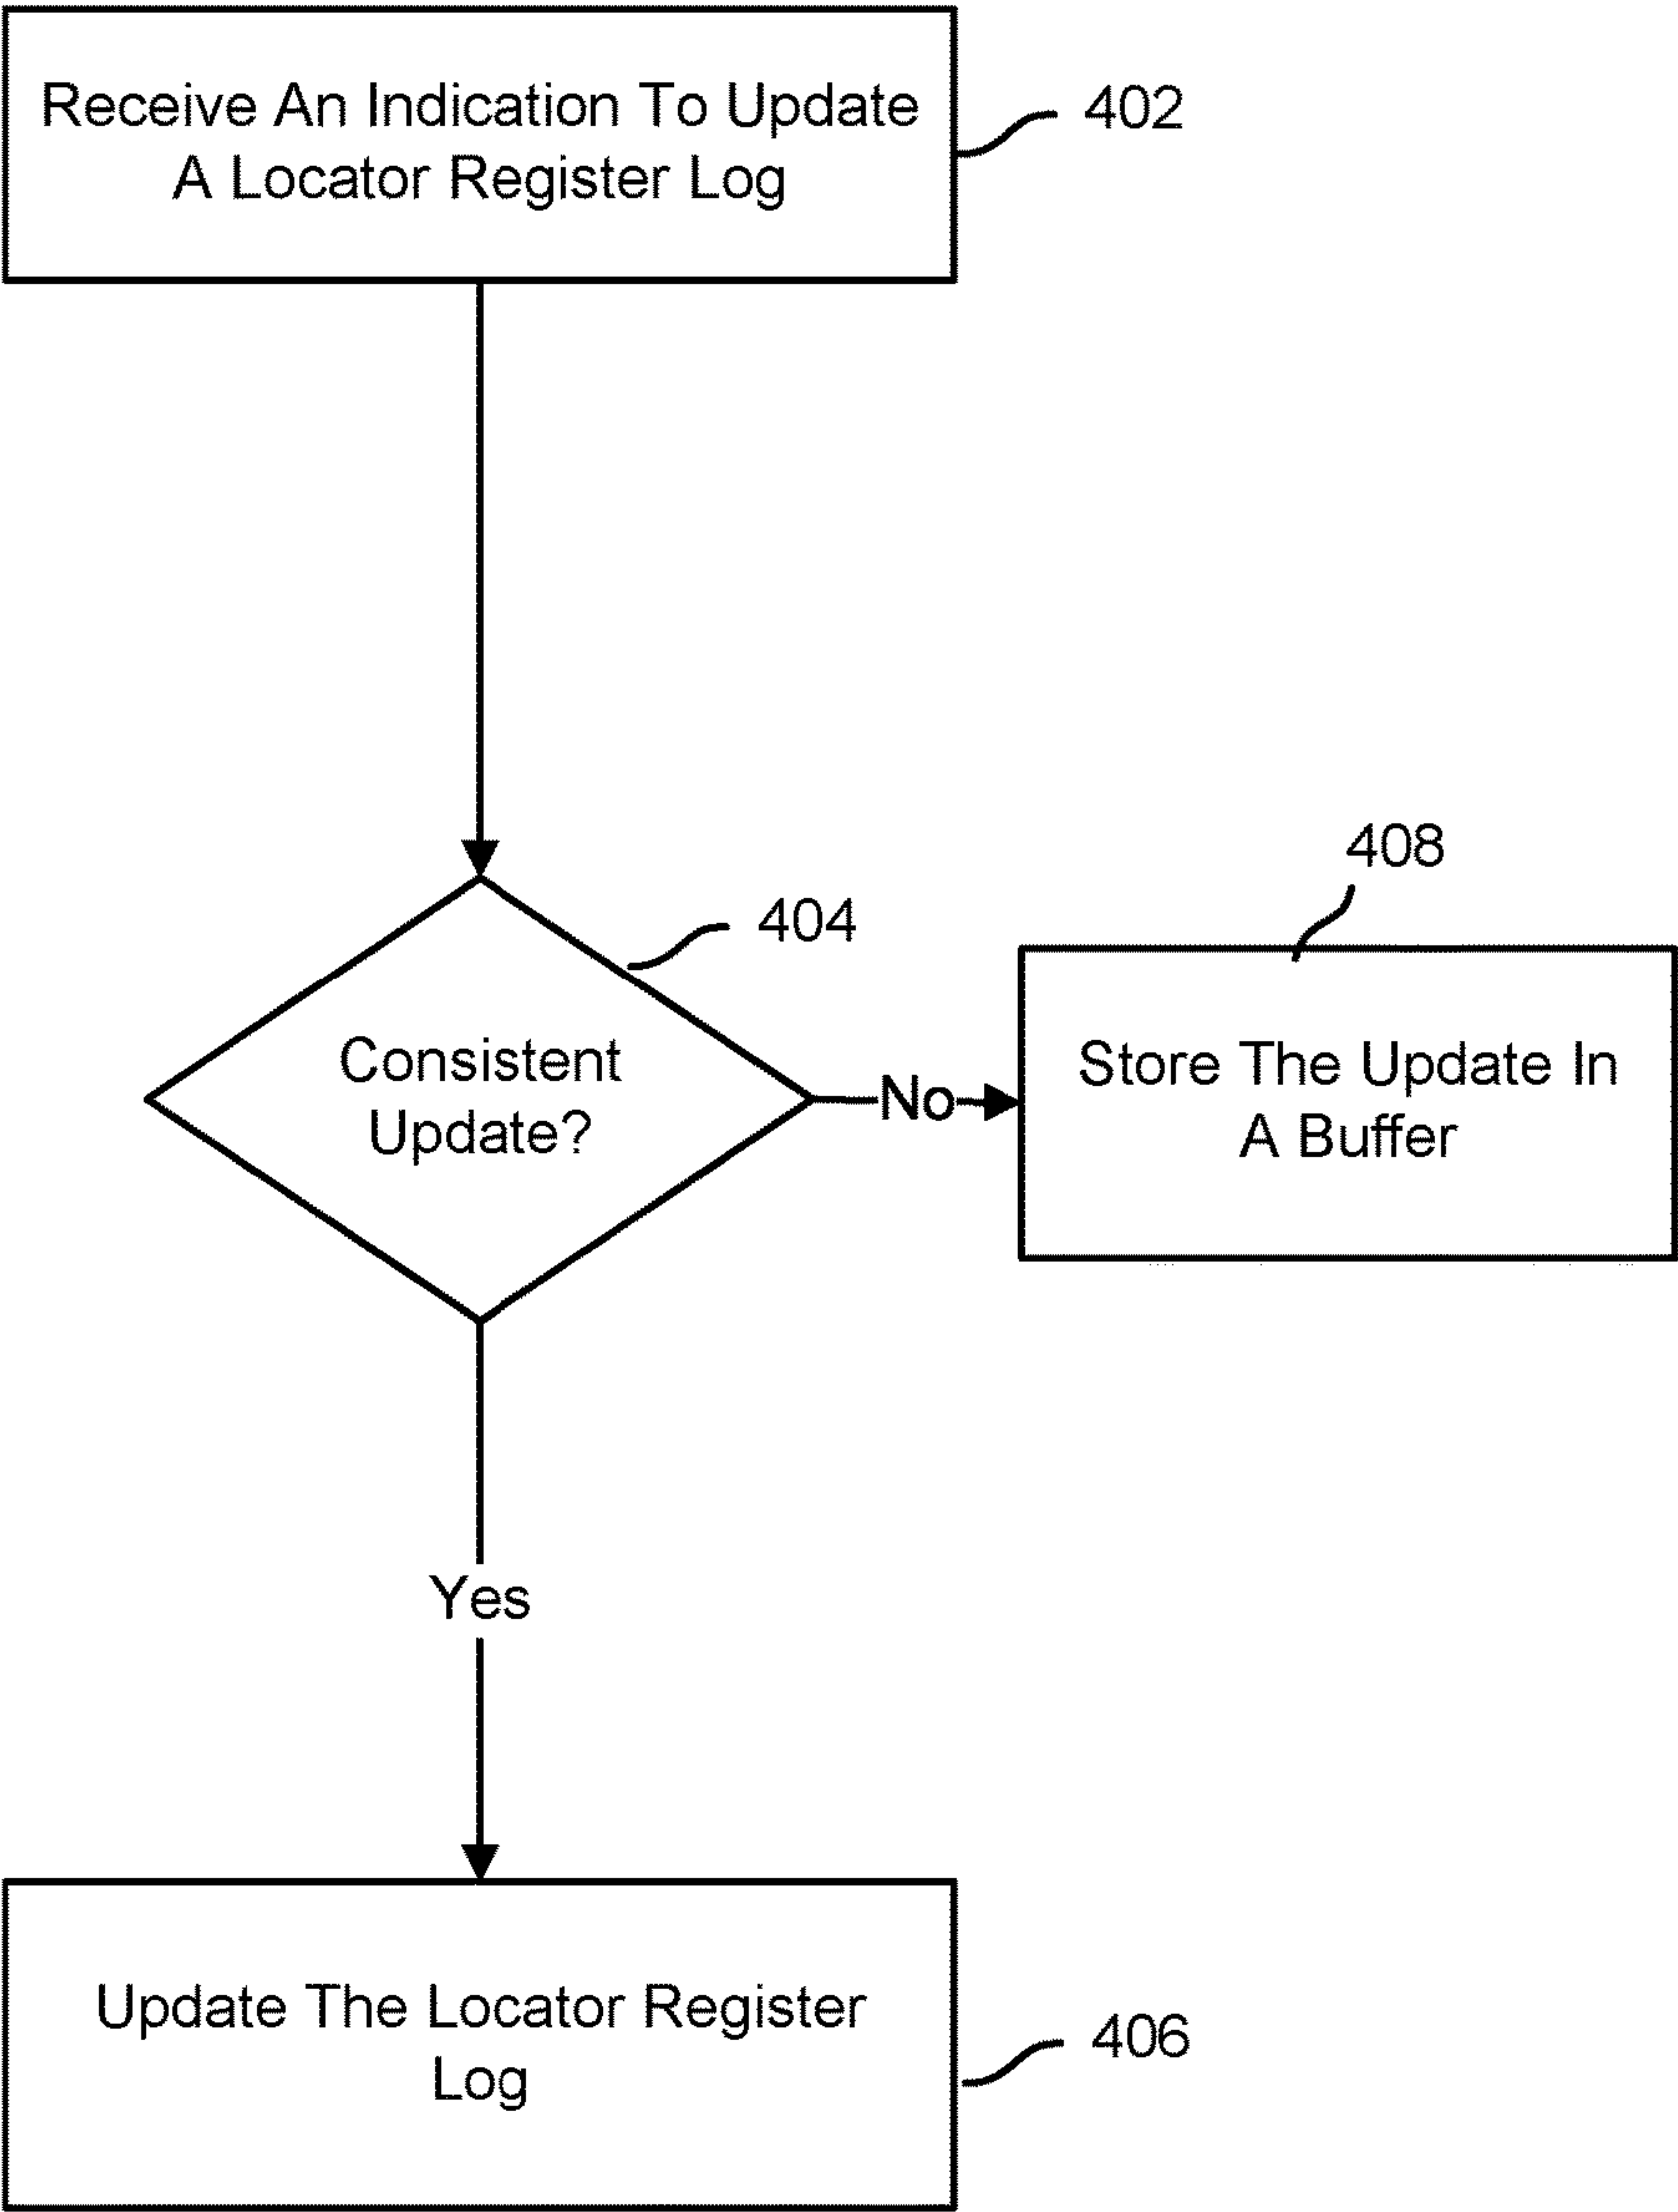 Receive An Indication To Update
A Locator Register Log
402
404
Consistent
Update?
No
408
Store The Update In
A Buffer
Yes
Update The Locator Register
Log
406